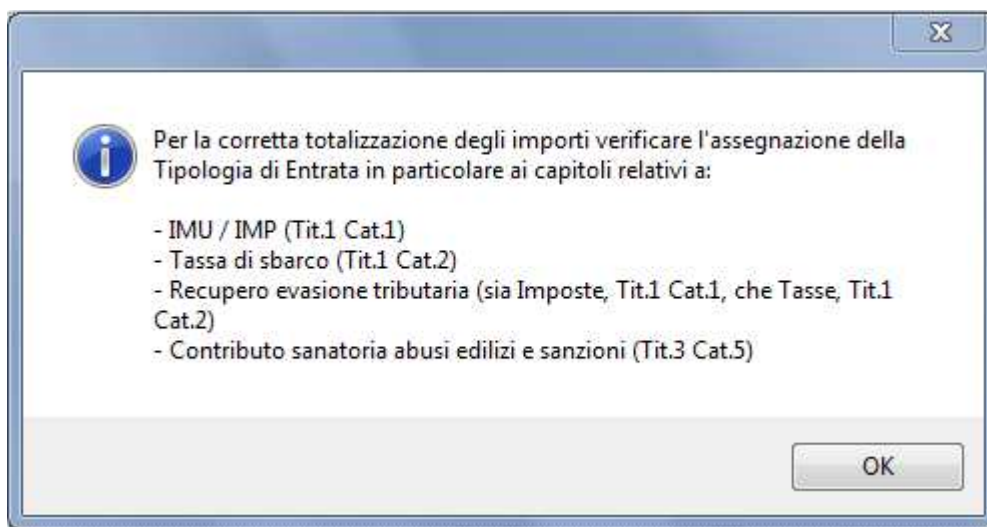 Per la corretta totalizzazione degli importi verificare l'assegnazione della
Tipologia di Entrata in particolare ai capitoli relativi a:
- IMU / IMP (Tit.1 Cat.1)
- Tassa di sbarco (Tit.1 Cat.2)
- Recupero evasione tributaria (sia Imposte, Tit.1 Cat.1, che Tasse, Tit.1
Cat.2)
- Contributo sanatoria abusi edilizi e sanzioni (Tit.3 Cat.5)
OK